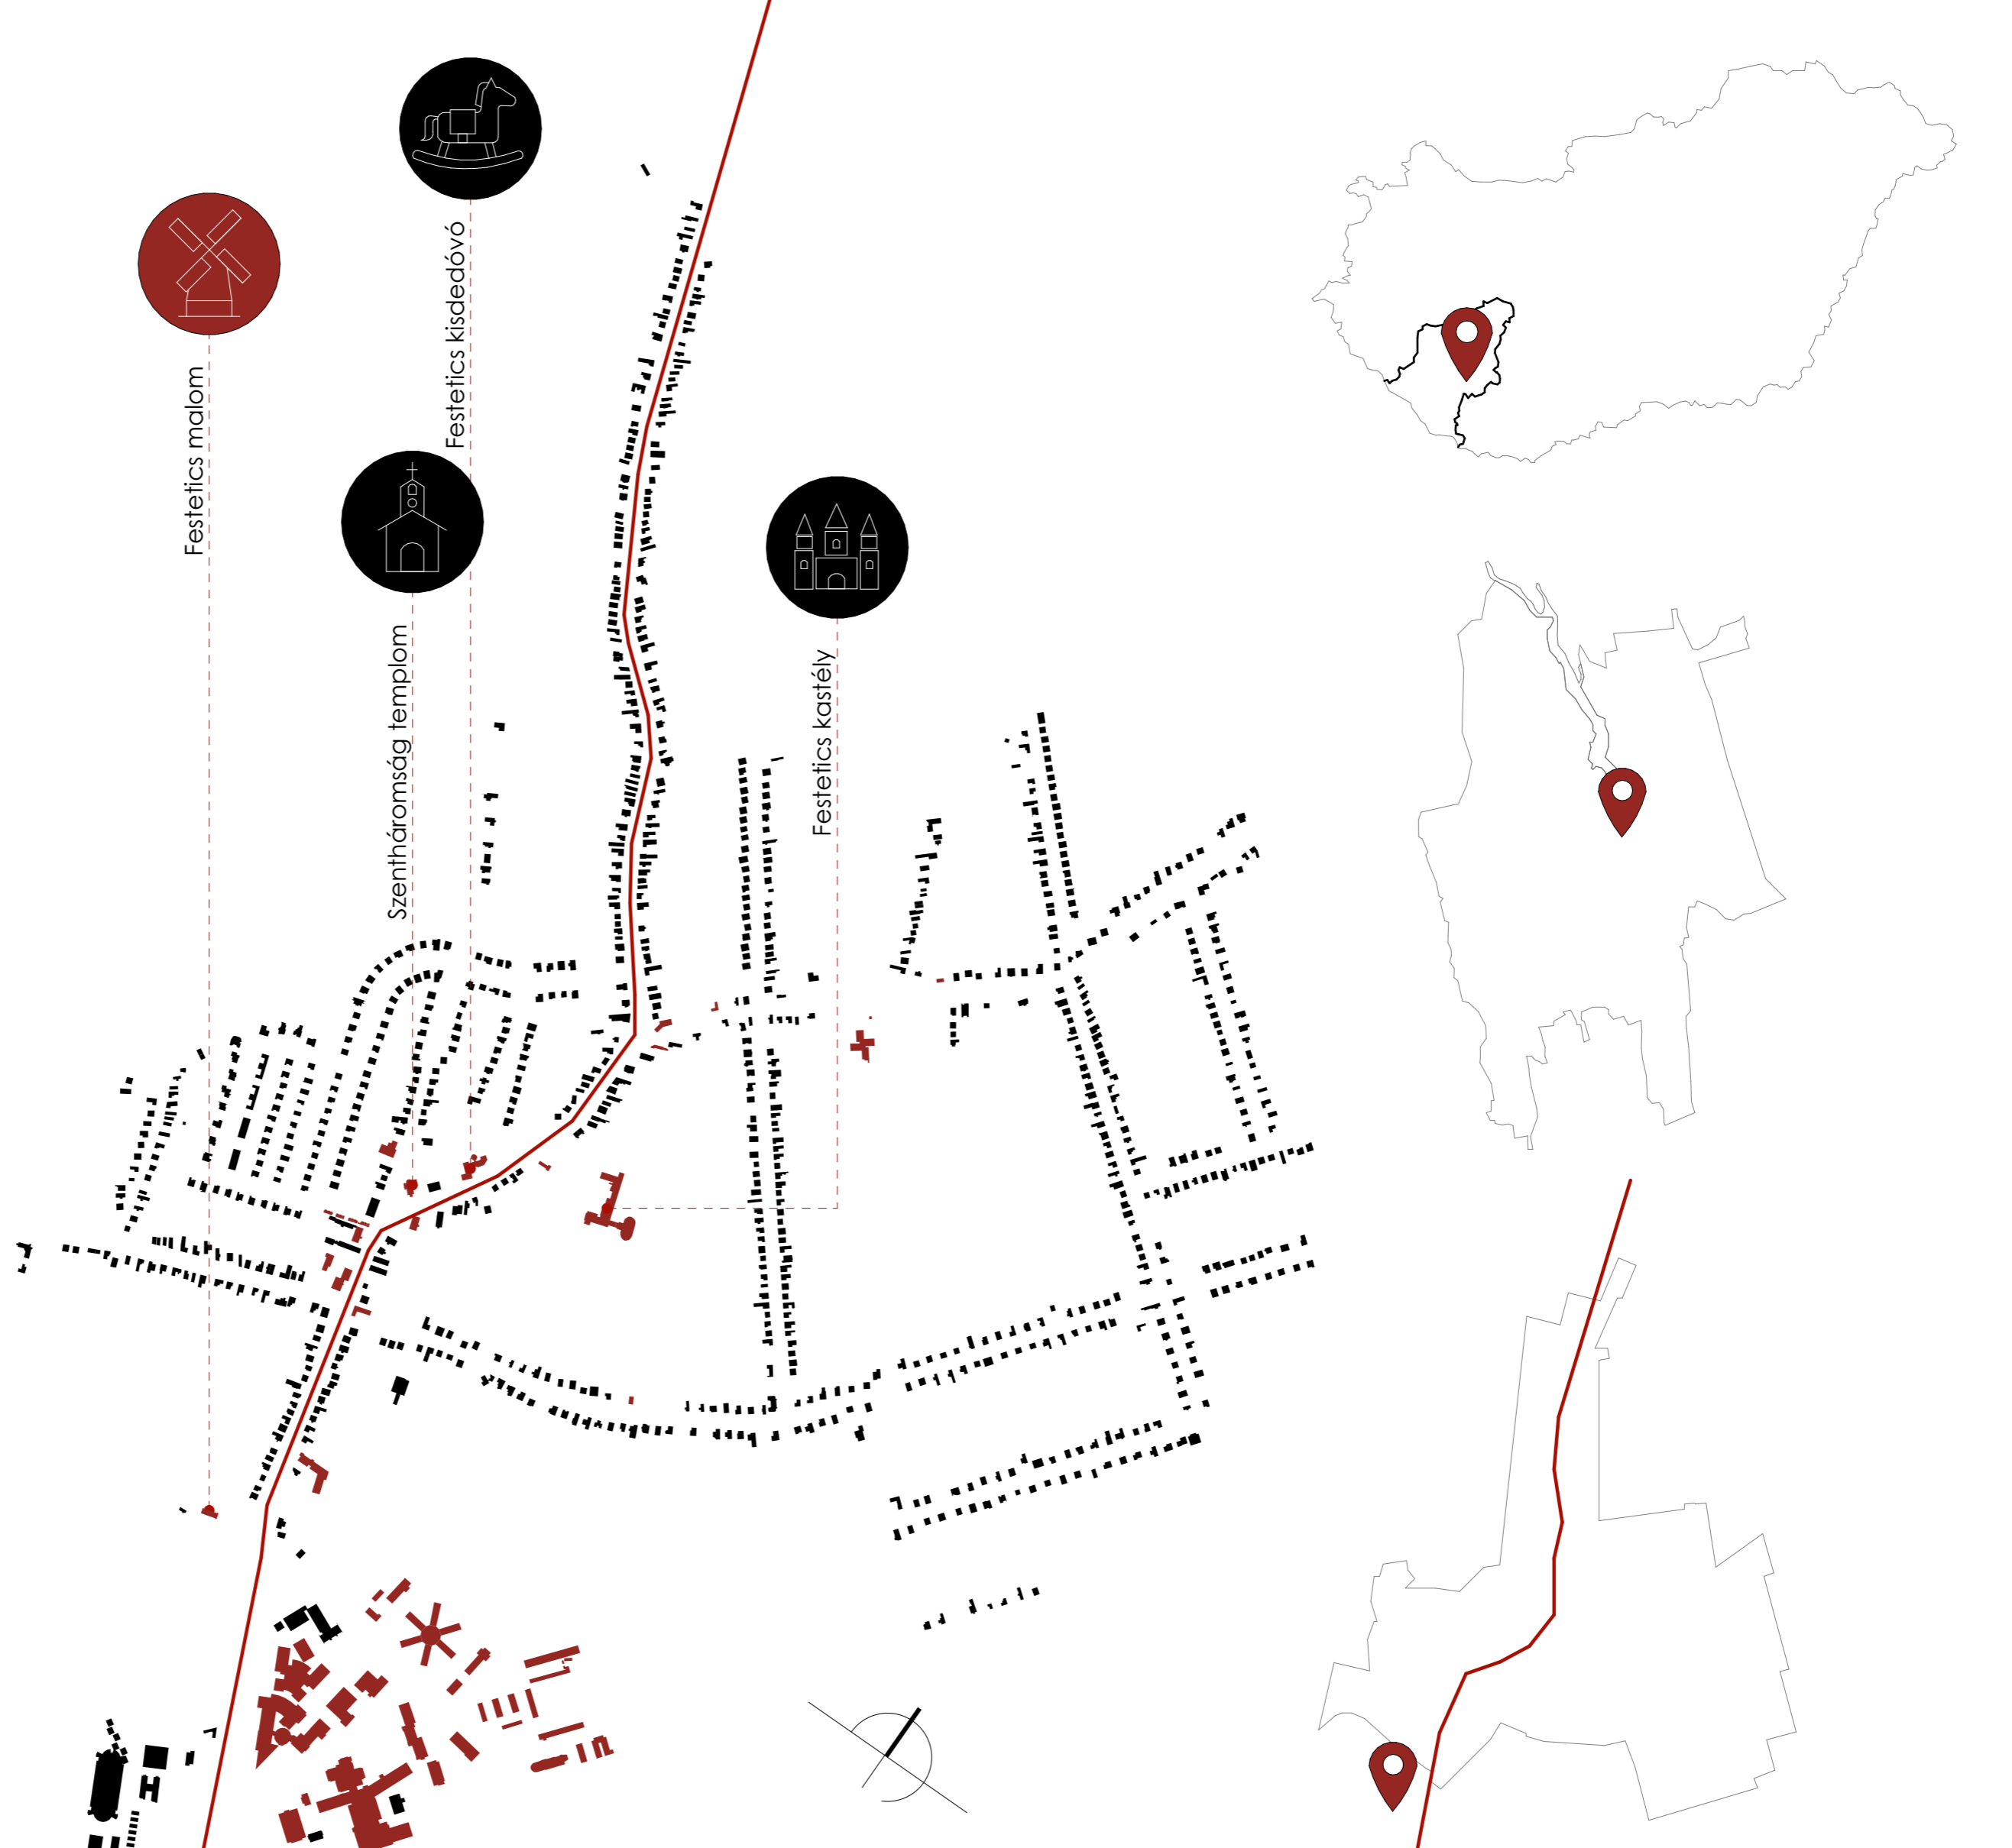 Festetics malom
Festetics kisdedóvó
Szentháromság templom
Festetics kastély